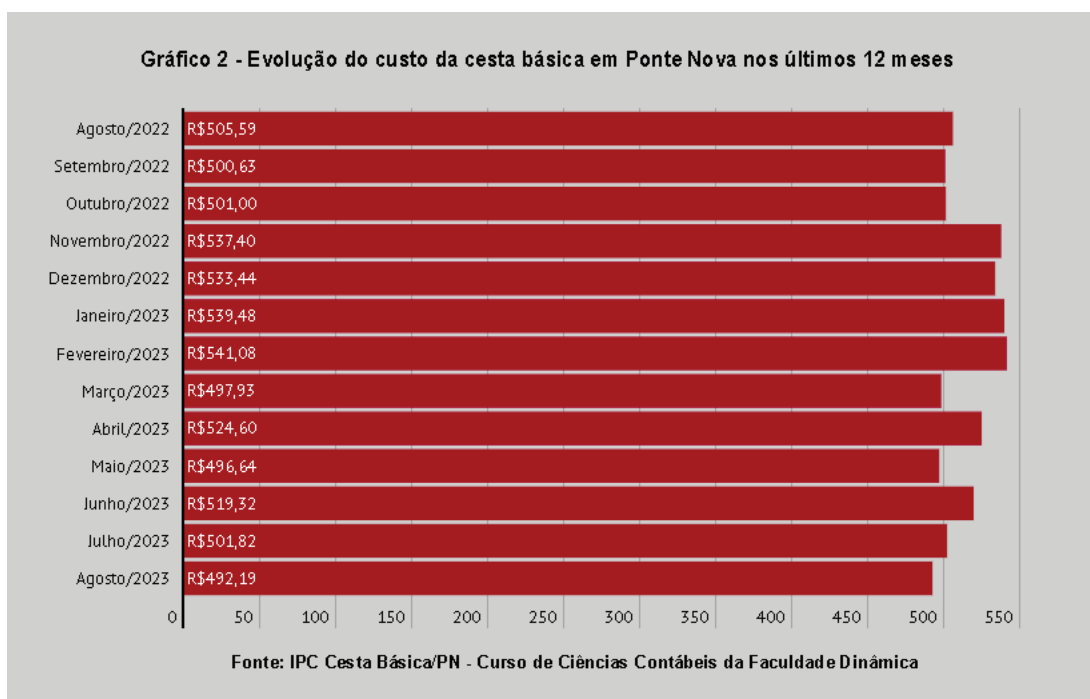 Gráfico 2 - Evolução do custo da cesta básica em Ponte Nova nos últimos 12 meses
Agosto/2022 R$505,59
Setembro/2022 R$500,63
Outubro/2022 R$501,00
Novembro/2022 R$537,40
Dezembro/2022 R$533,44
Janeiro/2023 R$539,48
Fevereiro/2023 R$541,08
Março/2023 R$497,93
Abril/2023 R$524,60
Maio/2023 R$496,64
Junho/2023 R$519,32
Julho/2023 R$501,82
Agosto/2023 R$492,19
0 50 100 150 200 250 300 350 400 450 500 550
Fonte: IPC Cesta Básica/PN - Curso de Ciências Contábeis da Faculdade Dinâmica